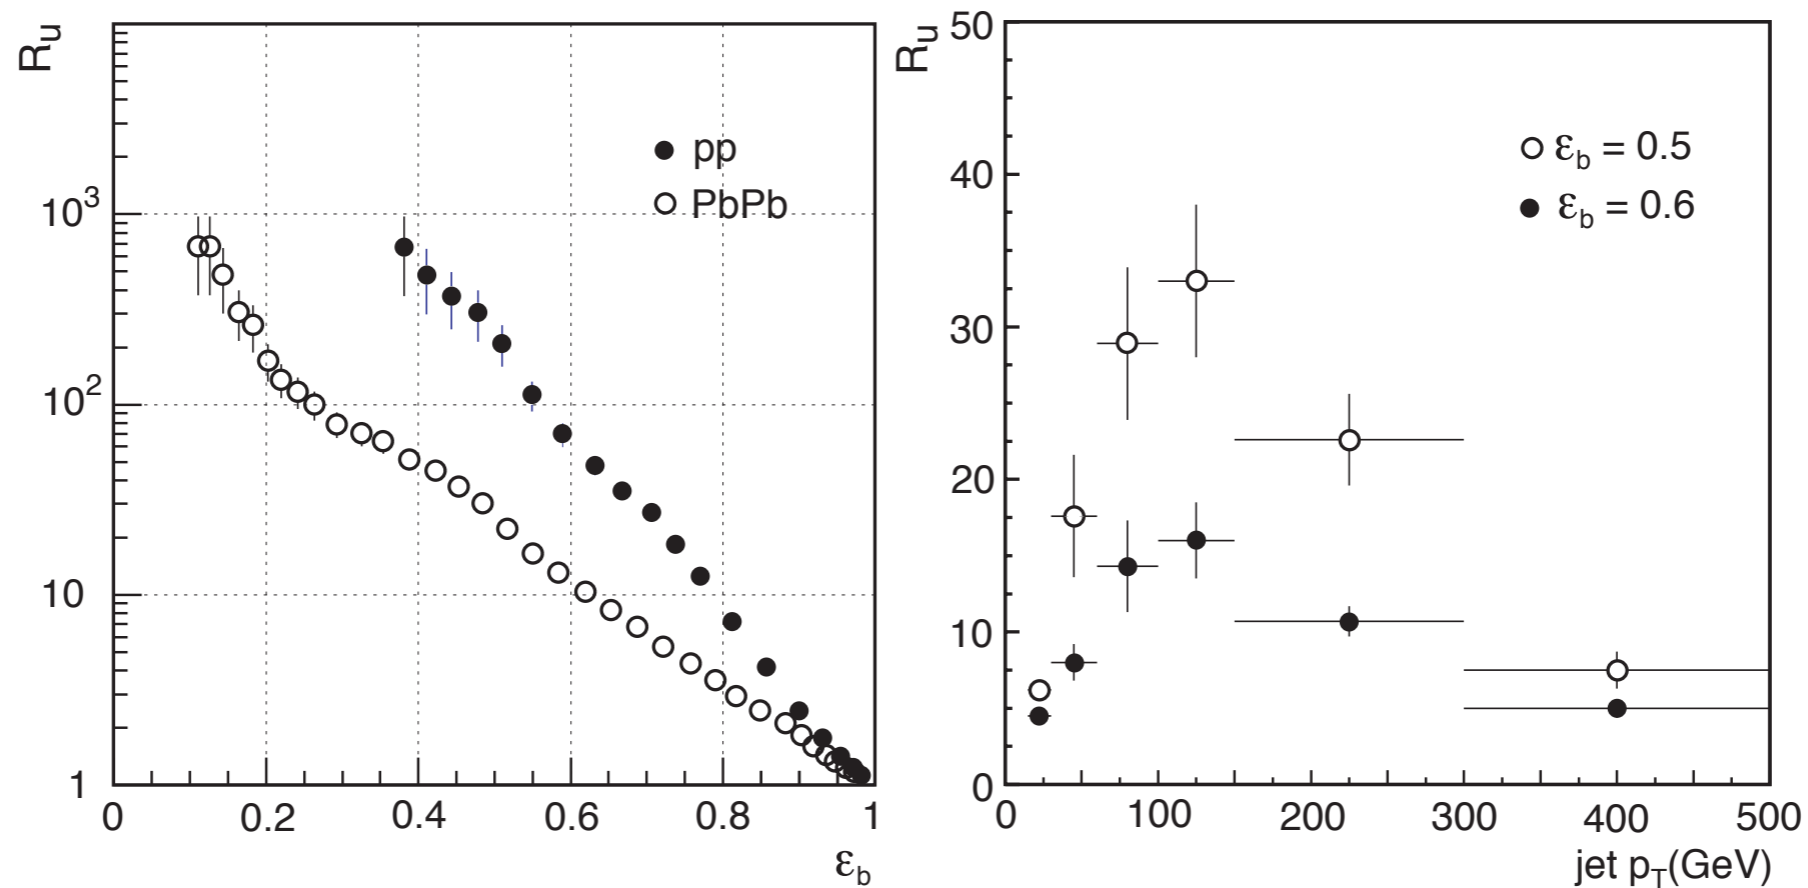 R_u
10^3
10^2
10
1
0 0.2 0.4 0.6 0.8 1
ε_b
pp
PbPb
R_u
50
40
30
20
10
0
0 100 200 300 400 500
jet p_T(GeV)
ε_b = 0.5
ε_b = 0.6